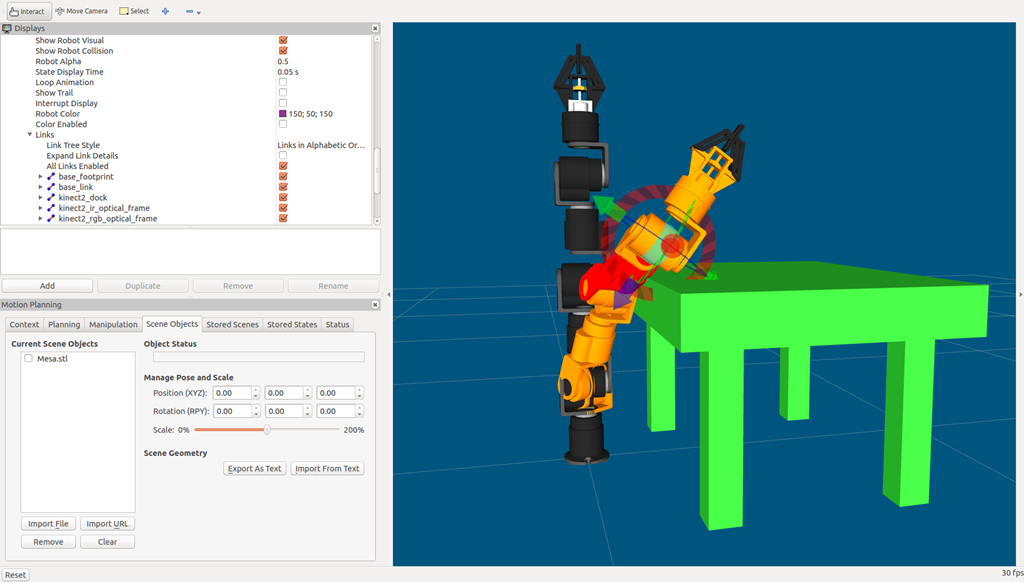 Interact Move Camera Select
Displays
Show Robot Visual
Show Robot Collision
Robot Alpha 0.5
State Display Time 0.05 s
Loop Animation
Show Trail
Interrupt Display
Robot Color 150; 50; 150
Color Enabled
Links
Link Tree Style Links in Alphabetic Or...
Expand Link Details
All Links Enabled
base_footprint
base_link
kinect2_dock
kinect2_ir_optical_frame
kinect2_rgb_optical_frame
Add Duplicate Remove Rename
Motion Planning
Context Planning Manipulation Scene Objects Stored Scenes Stored States Status
Current Scene Objects Object Status
Mesa.stl
Manage Pose and Scale
Position (XYZ): 0.00 0.00 0.00
Rotation (RPY): 0.00 0.00 0.00
Scale: 0% 200%
Scene Geometry
Export As Text Import From Text
Import File Import URL
Remove Clear
Reset 30 fps